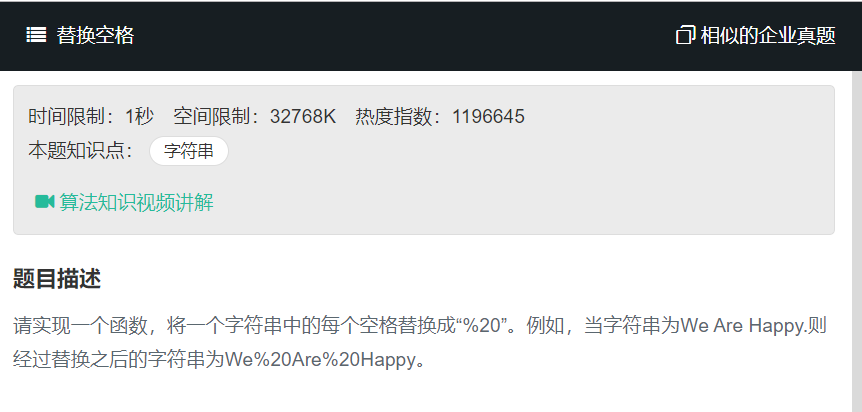 替换空格
相似的企业真题
时间限制：1秒 空间限制：32768K 热度指数：1196645
本题知识点： 字符串
算法知识视频讲解
题目描述
请实现一个函数，将一个字符串中的每个空格替换成“%20”。例如，当字符串为We Are Happy.则
经过替换之后的字符串为We%20Are%20Happy。